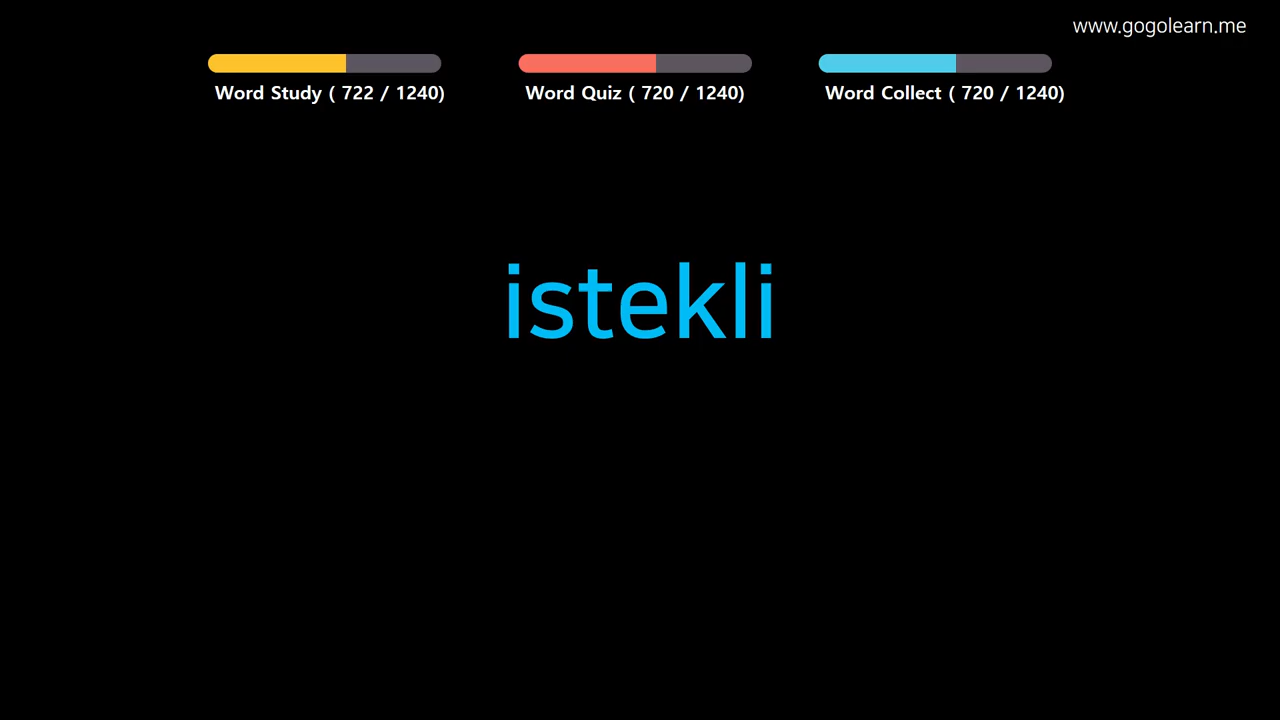 www.gogolearn.me
Word Study ( 722 / 1240)
Word Quiz ( 720 / 1240)
Word Collect ( 720 / 1240)
istekli